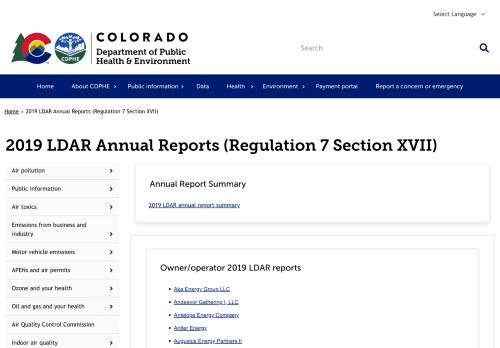 Select Language
COLORADO
Department of Public
Health & Environment
CDPHE
Search
Home
About CDPHE
Public information
Data
Health
Environment
Payment portal
Report a concern or emergency
Home › 2019 LDAR Annual Reports (Regulation 7 Section XVII)
2019 LDAR Annual Reports (Regulation 7 Section XVII)
Air pollution
Public information
Air toxics
Emissions from business and
industry
Motor vehicle emissions
APENs and air permits
Ozone and your health
Oil and gas and your health
Air Quality Control Commission
Indoor air quality
Annual Report Summary
2019 LDAR annual report summary
Owner/operator 2019 LDAR reports
Aka Energy Group LLC
Andeavor Gathering I, LLC
Antelope Energy Company
Antler Energy
Augustus Energy Partners II